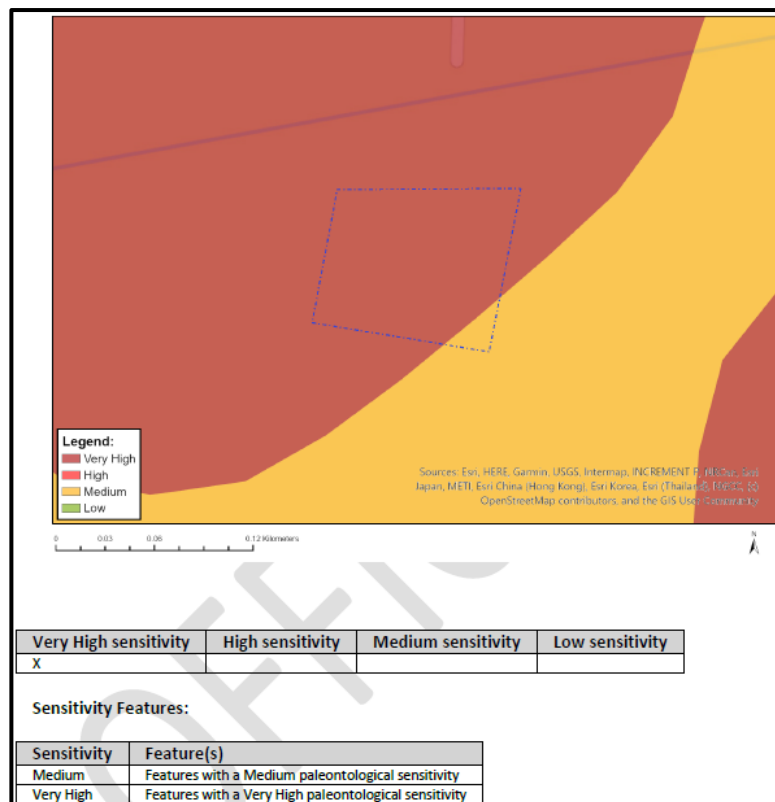 Legend:
Very High
High
Medium
Low
Sources: Esri, HERE, Garmin, USGS, Intermap, INCREMENT P,
Japan, METI, Esri China (Hong Kong), Esri Korea, Esri (Thailand),
OpenStreetMap contributors, and the GIS User Community
0 0.03 0.06 0.12 Kilometers
N
Very High sensitivity High sensitivity Medium sensitivity Low sensitivity
X
Sensitivity Features:
Sensitivity Feature(s)
Medium Features with a Medium paleontological sensitivity
Very High Features with a Very High paleontological sensitivity